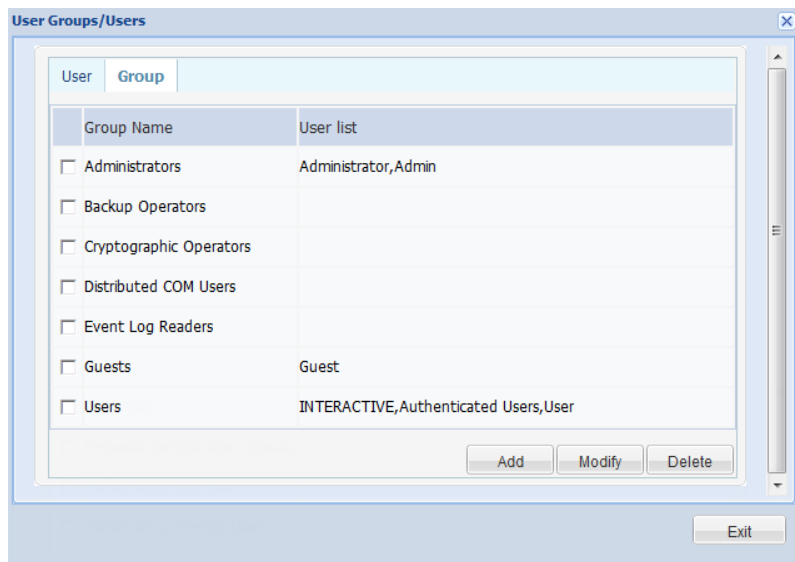 User Groups/Users
User Group
Group Name User list
Administrators Administrator,Admin
Backup Operators
Cryptographic Operators
Distributed COM Users
Event Log Readers
Guests Guest
Users INTERACTIVE,Authenticated Users,User
Add Modify Delete
Exit